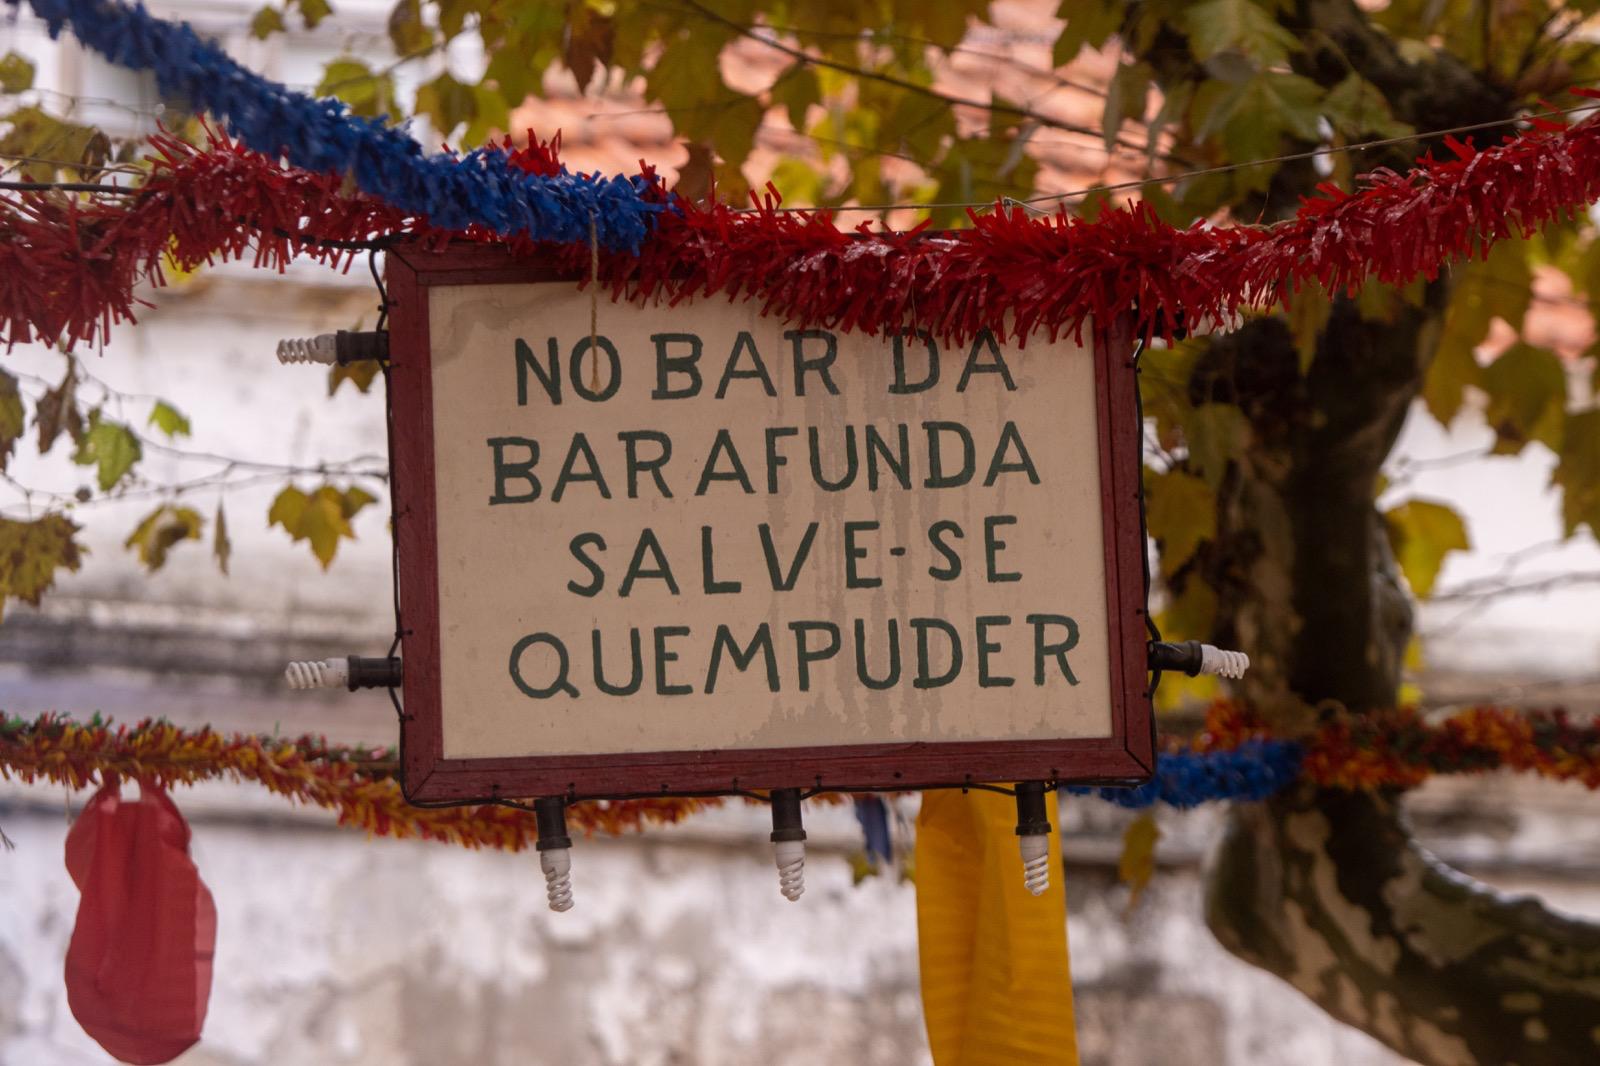 NO BAR DA
BARAFUNDA
SALVE-SE
QUEMPUDER